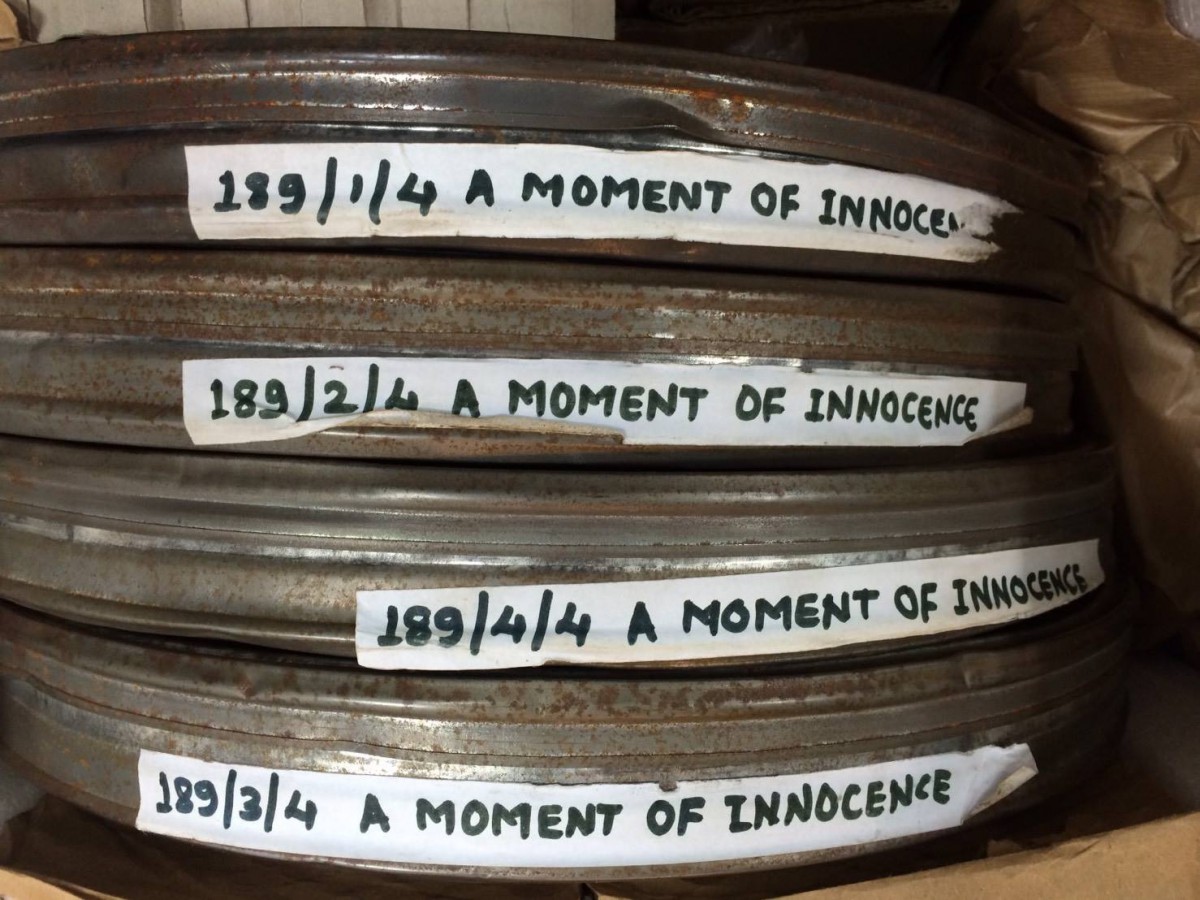 189/1/4 A MOMENT OF INNOCEN
189/2/4 A MOMENT OF INNOCENCE
189/4/4 A MOMENT OF INNOCENCE
189/3/4 A MOMENT OF INNOCENCE